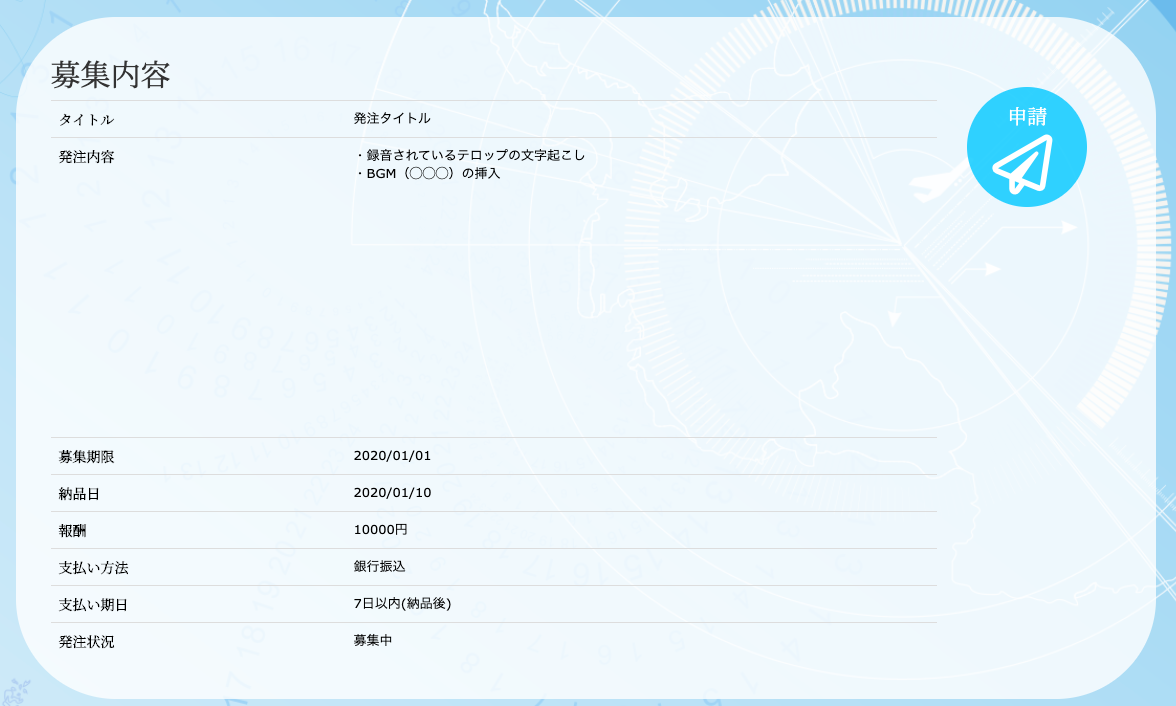 募集内容
申請
タイトル 発注タイトル
発注内容 ・録音されているテロップの文字起こし
・BGM（〇〇〇）の挿入
募集期限 2020/01/01
納品日 2020/01/10
報酬 10000円
支払い方法 銀行振込
支払い期日 7日以内(納品後)
発注状況 募集中